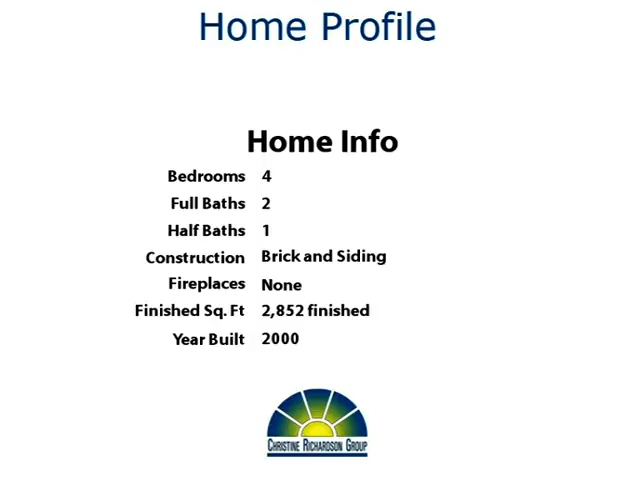 Home Profile
Home Info
Bedrooms 4
Full Baths 2
Half Baths 1
Construction Brick and Siding
Fireplaces None
Finished Sq. Ft 2,852 finished
Year Built 2000
CHRISTINE RICHARDSON GROUP